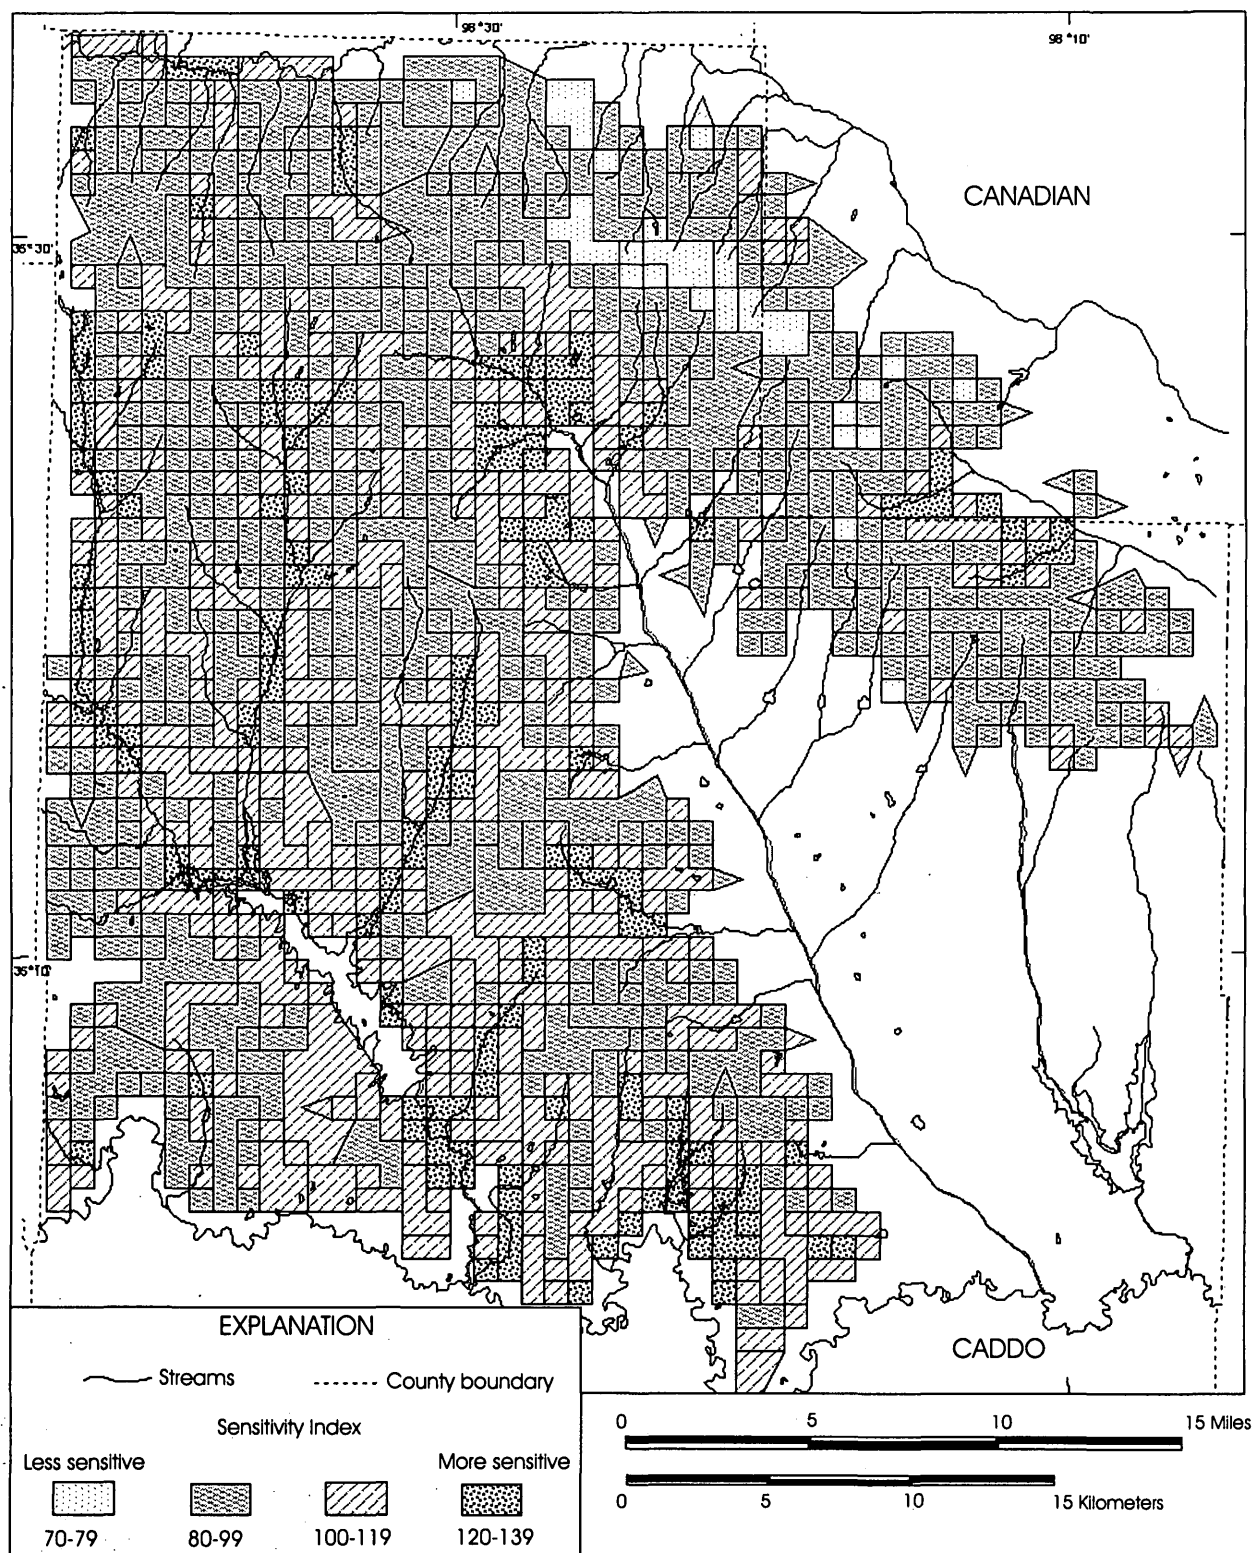 98°30'
98°10'
CANADIAN
35°30'
35°10'
CADDO
EXPLANATION
Streams
County boundary
Sensitivity Index
Less sensitive
More sensitive
70-79
80-99
100-119
120-139
0
5
10
15 Miles
0
5
10
15 Kilometers